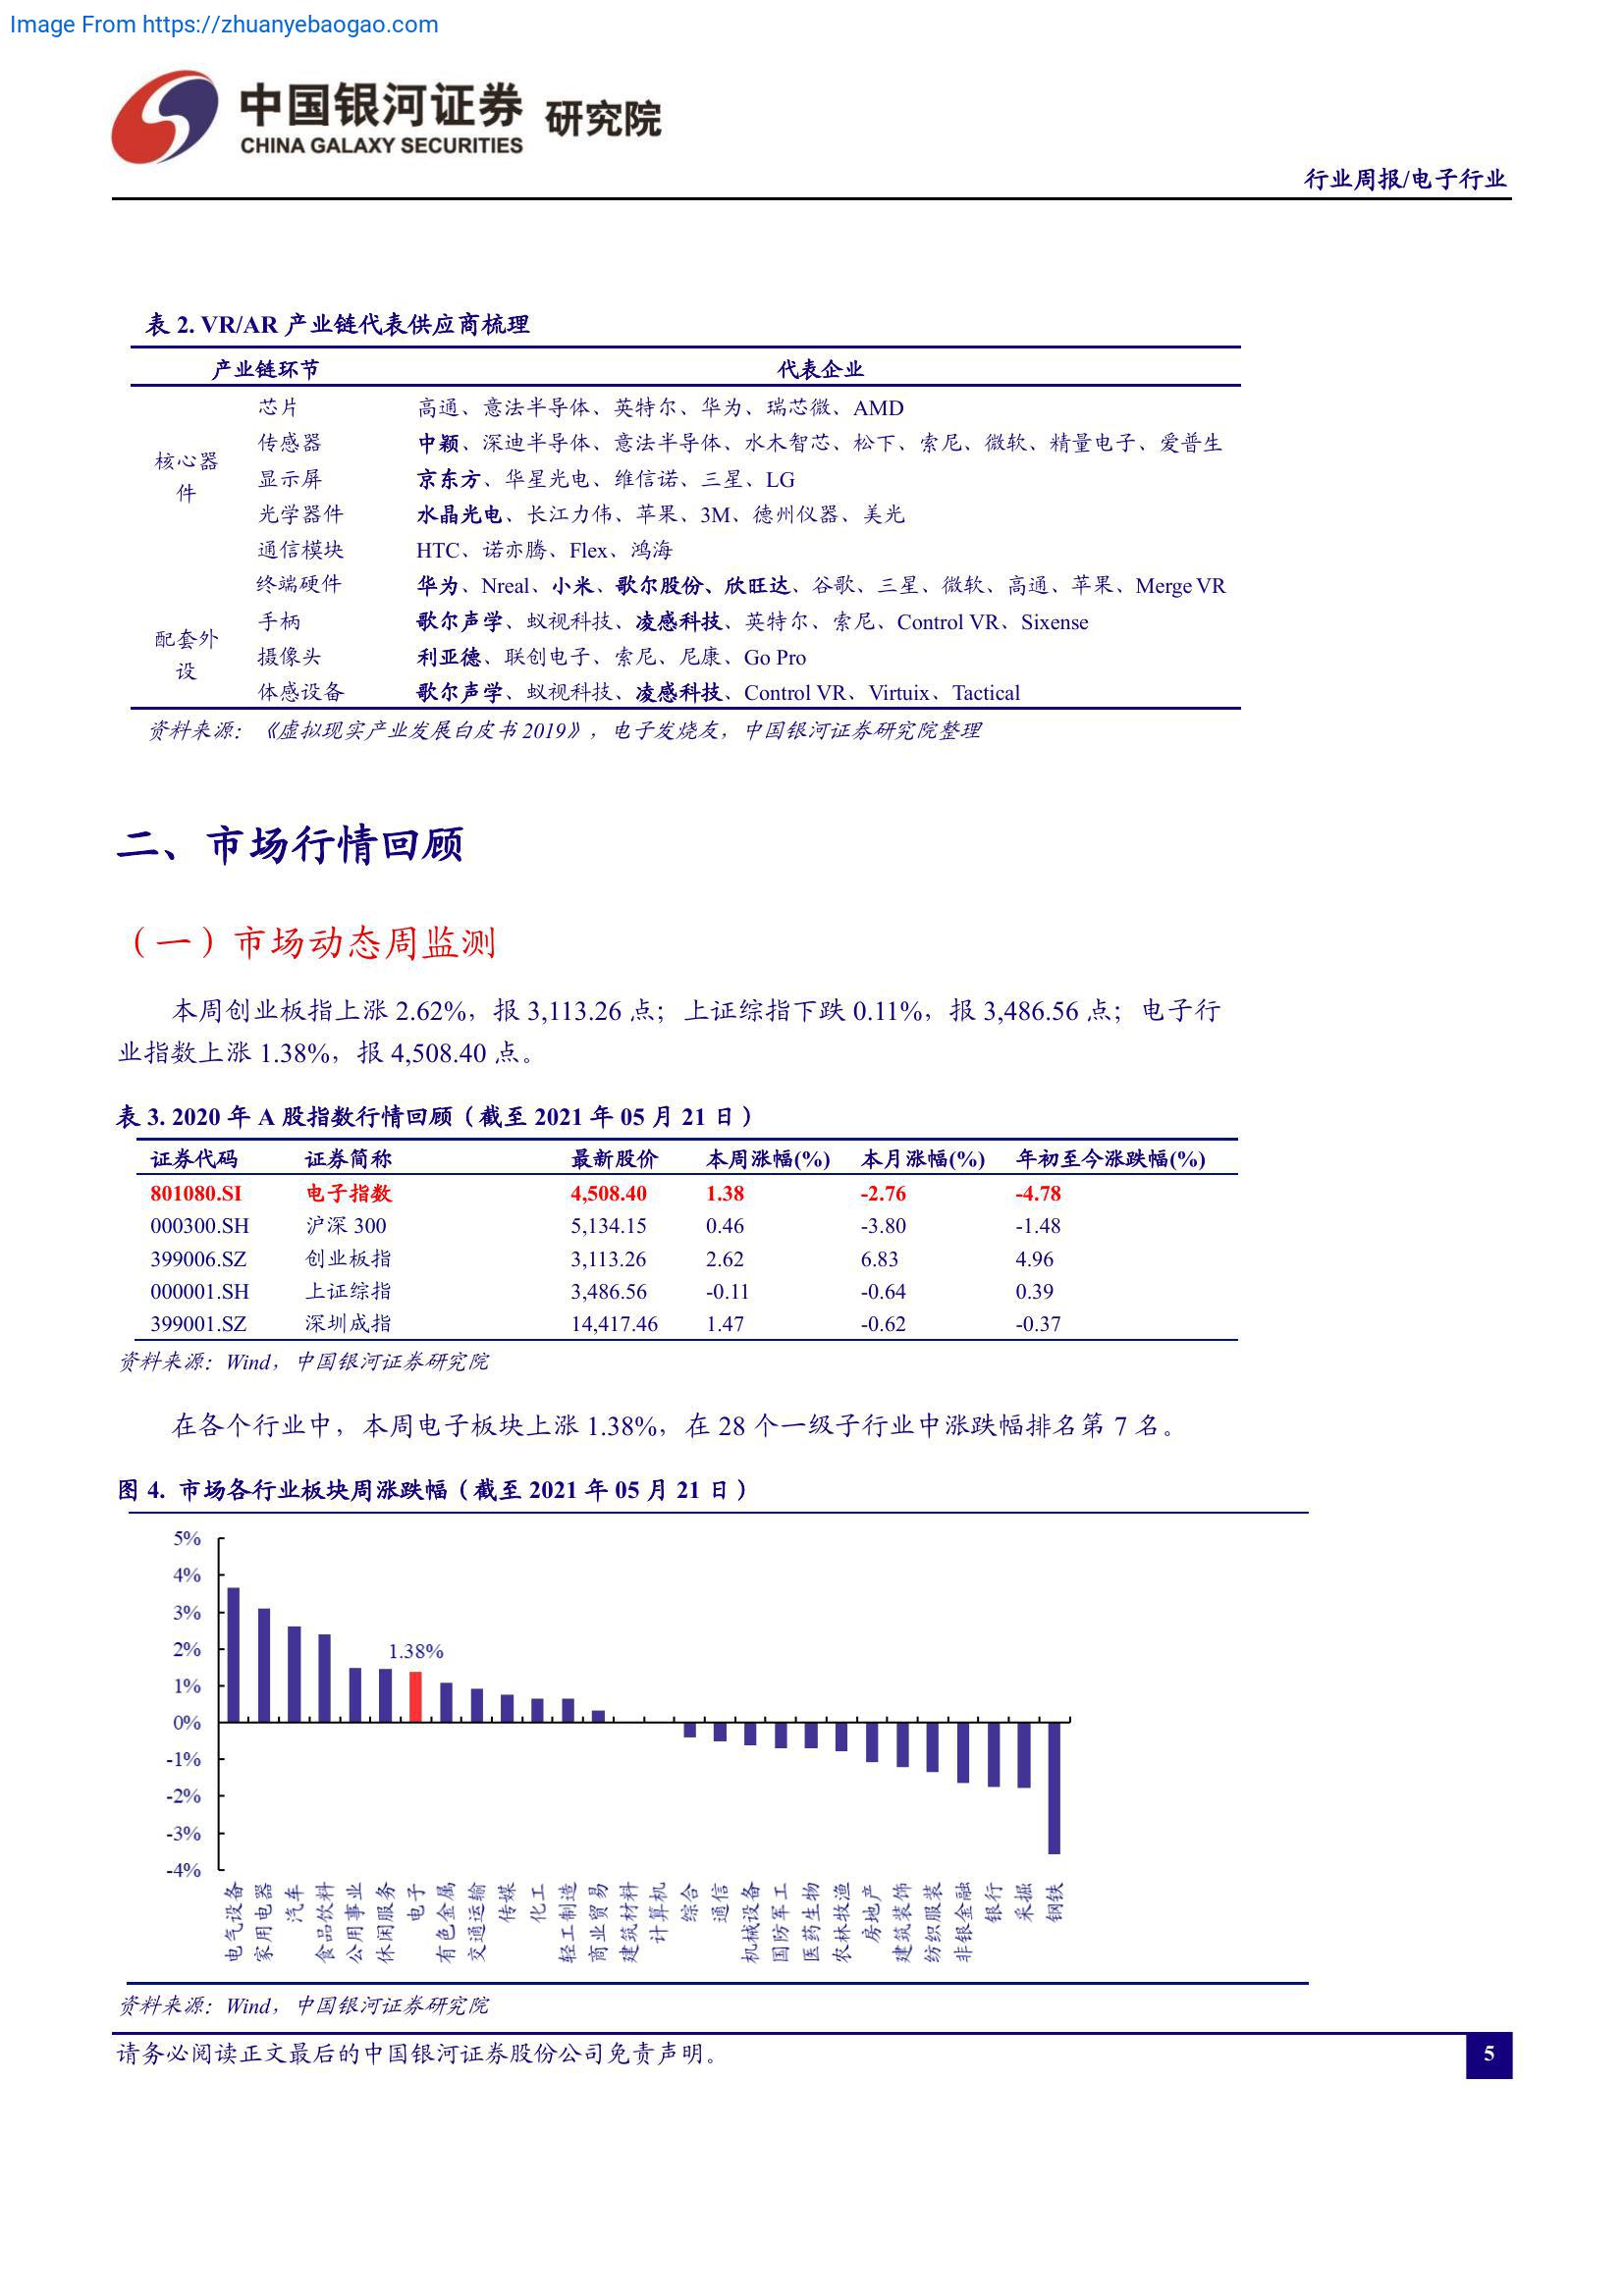 Image From https://zhuanyebaogao.com
中国银河证券 研究院
CHINA GALAXY SECURITIES
行业周报/电子行业
表 2. VR/AR 产业链代表供应商梳理
产业链环节 代表企业
核心器件
芯片 高通、意法半导体、英特尔、华为、瑞芯微、AMD
传感器 中颖、深迪半导体、意法半导体、水木智芯、松下、索尼、微软、精量电子、爱普生
显示屏 京东方、华星光电、维信诺、三星、LG
光学器件 水晶光电、长江力伟、苹果、3M、德州仪器、美光
通信模块 HTC、诺亦腾、Flex、鸿海
终端硬件 华为、Nreal、小米、歌尔股份、欣旺达、谷歌、三星、微软、高通、苹果、Merge VR
配套外设
手柄 歌尔声学、蚁视科技、凌感科技、英特尔、索尼、Control VR、Sixense
摄像头 利亚德、联创电子、索尼、尼康、Go Pro
体感设备 歌尔声学、蚁视科技、凌感科技、Control VR、Virtuix、Tactical
资料来源：《虚拟现实产业发展白皮书 2019》，电子发烧友，中国银河证券研究院整理
二、市场行情回顾
（一）市场动态周监测
本周创业板指上涨 2.62%，报 3,113.26 点；上证综指下跌 0.11%，报 3,486.56 点；电子行
业指数上涨 1.38%，报 4,508.40 点。
表 3. 2020 年 A 股指数行情回顾（截至 2021 年 05 月 21 日）
证券代码 证券简称 最新股价 本周涨幅(%) 本月涨幅(%) 年初至今涨跌幅(%)
801080.SI 电子指数 4,508.40 1.38 -2.76 -4.78
000300.SH 沪深 300 5,134.15 0.46 -3.80 -1.48
399006.SZ 创业板指 3,113.26 2.62 6.83 4.96
000001.SH 上证综指 3,486.56 -0.11 -0.64 0.39
399001.SZ 深圳成指 14,417.46 1.47 -0.62 -0.37
资料来源：Wind，中国银河证券研究院
在各个行业中，本周电子板块上涨 1.38%，在 28 个一级子行业中涨跌幅排名第 7 名。
图 4. 市场各行业板块周涨跌幅（截至 2021 年 05 月 21 日）
5%
4%
3%
2%
1%
0%
-1%
-2%
-3%
-4%
1.38%
电气设备
家用电器
汽车
食品饮料
公用事业
休闲服务
电子
有色金属
交通运输
传媒
化工
轻工制造
商业贸易
建筑材料
计算机
综合
通信
机械设备
国防军工
医药生物
农林牧渔
房地产
建筑装饰
纺织服装
非银金融
银行
采掘
钢铁
资料来源：Wind，中国银河证券研究院
请务必阅读正文最后的中国银河证券股份公司免责声明。
5